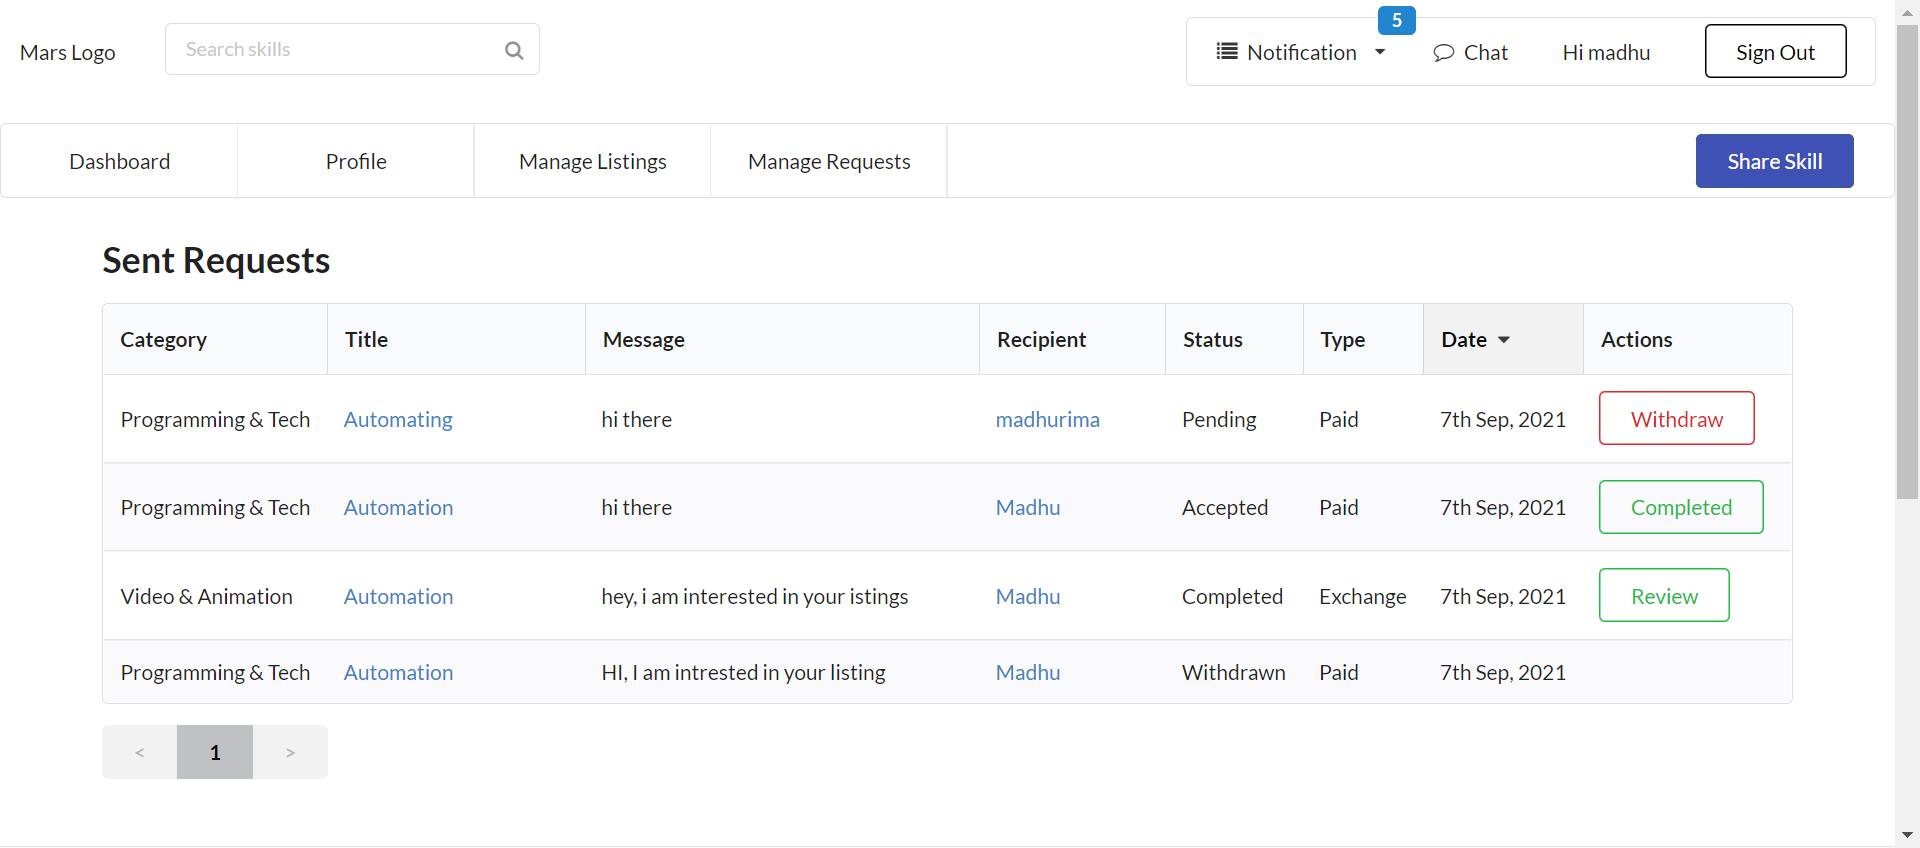 Mars Logo Search skills Notification 5 Chat Hi madhu Sign Out
Dashboard Profile Manage Listings Manage Requests Share Skill
Sent Requests
Category Title Message Recipient Status Type Date Actions
Programming & Tech Automating hi there madhurima Pending Paid 7th Sep, 2021 Withdraw
Programming & Tech Automation hi there Madhu Accepted Paid 7th Sep, 2021 Completed
Video & Animation Automation hey, i am interested in your istings Madhu Completed Exchange 7th Sep, 2021 Review
Programming & Tech Automation HI, I am intrested in your listing Madhu Withdrawn Paid 7th Sep, 2021
< 1 >